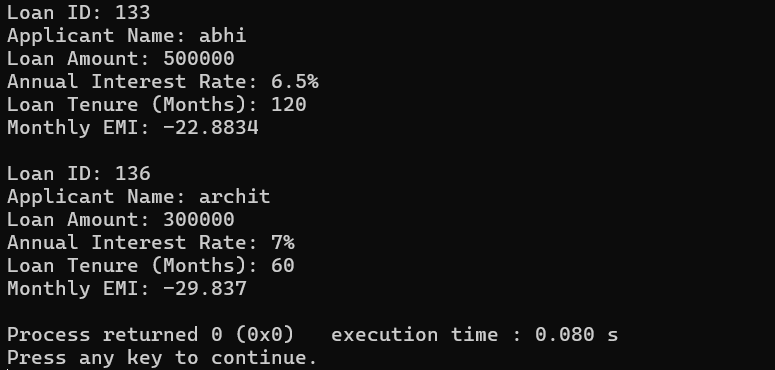 Loan ID: 133
Applicant Name: abhi
Loan Amount: 500000
Annual Interest Rate: 6.5%
Loan Tenure (Months): 120
Monthly EMI: -22.8834

Loan ID: 136
Applicant Name: archit
Loan Amount: 300000
Annual Interest Rate: 7%
Loan Tenure (Months): 60
Monthly EMI: -29.837

Process returned 0 (0x0)   execution time : 0.080 s
Press any key to continue.